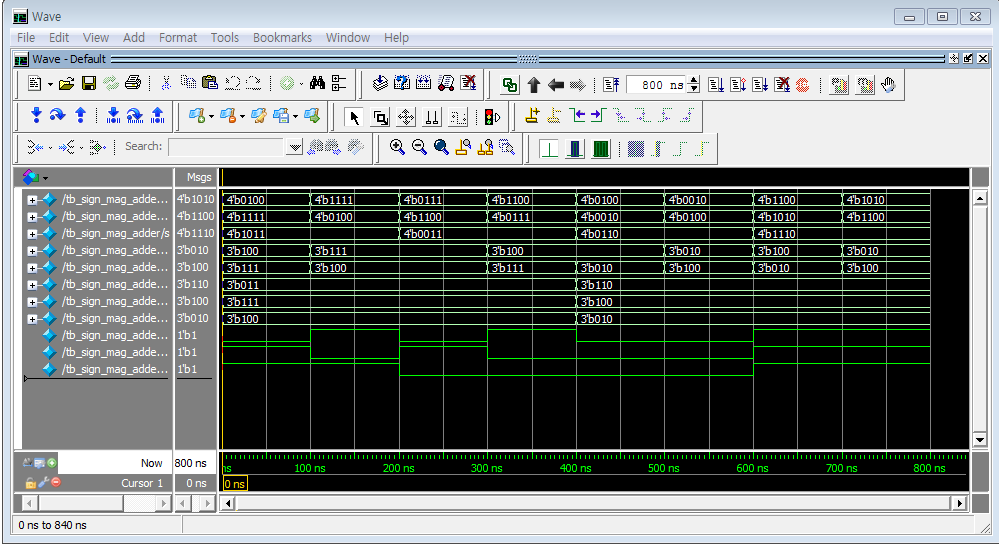 Wave
File Edit View Add Format Tools Bookmarks Window Help
Wave - Default
800 ns
Search:
Msgs
/tb_sign_mag_adde... 4'b1010 4'b0100 4'b1111 4'b0111 4'b1100 4'b0100 4'b0010 4'b1100 4'b1010
/tb_sign_mag_adde... 4'b1100 4'b1111 4'b0100 4'b1100 4'b0111 4'b0010 4'b0100 4'b1010 4'b1100
/tb_sign_mag_adder/s 4'b1110 4'b1011 4'b0011 4'b0110 4'b1110
/tb_sign_mag_adde... 3'b010 3'b100 3'b111 3'b100 3'b010 3'b100 3'b010
/tb_sign_mag_adde... 3'b100 3'b111 3'b100 3'b111 3'b010 3'b100 3'b010 3'b100
/tb_sign_mag_adde... 3'b110 3'b011 3'b110
/tb_sign_mag_adde... 3'b100 3'b111 3'b100
/tb_sign_mag_adde... 3'b010 3'b100 3'b010
/tb_sign_mag_adde... 1'b1
/tb_sign_mag_adde... 1'b1
/tb_sign_mag_adde... 1'b1
Now 800 ns ns 100 ns 200 ns 300 ns 400 ns 500 ns 600 ns 700 ns 800 ns
Cursor 1 0 ns 0 ns
0 ns to 840 ns